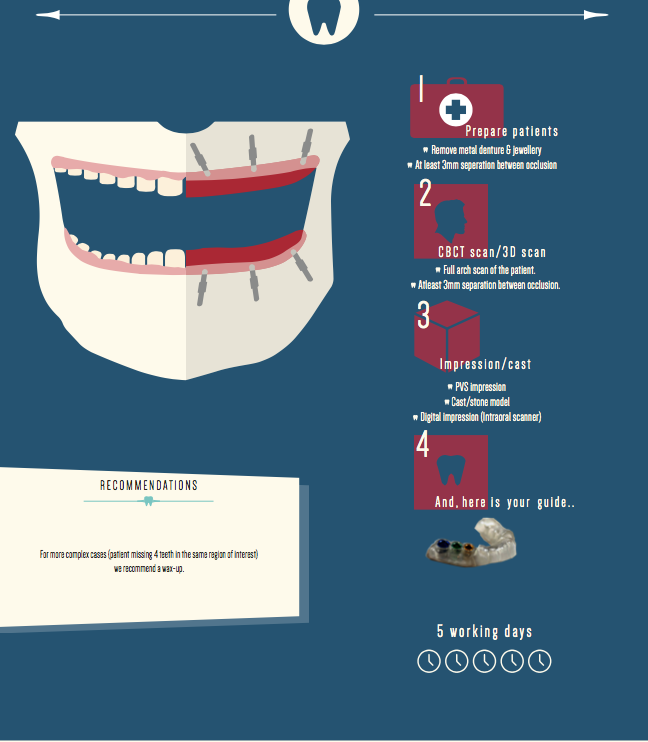 1
Prepare patients
Remove metal denture & jewellery
At least 3mm seperation between occlusion
2
CBCT scan/3D scan
Full arch scan of the patient.
Atleast 3mm separation between occlusion.
3
Impression/cast
PVS impression
Cast/stone model
Digital impression (Intraoral scanner)
4
And, here is your guide..
5 working days
RECOMMENDATIONS
For more complex cases (patient missing 4 teeth in the same region of interest)
we recommend a wax-up.